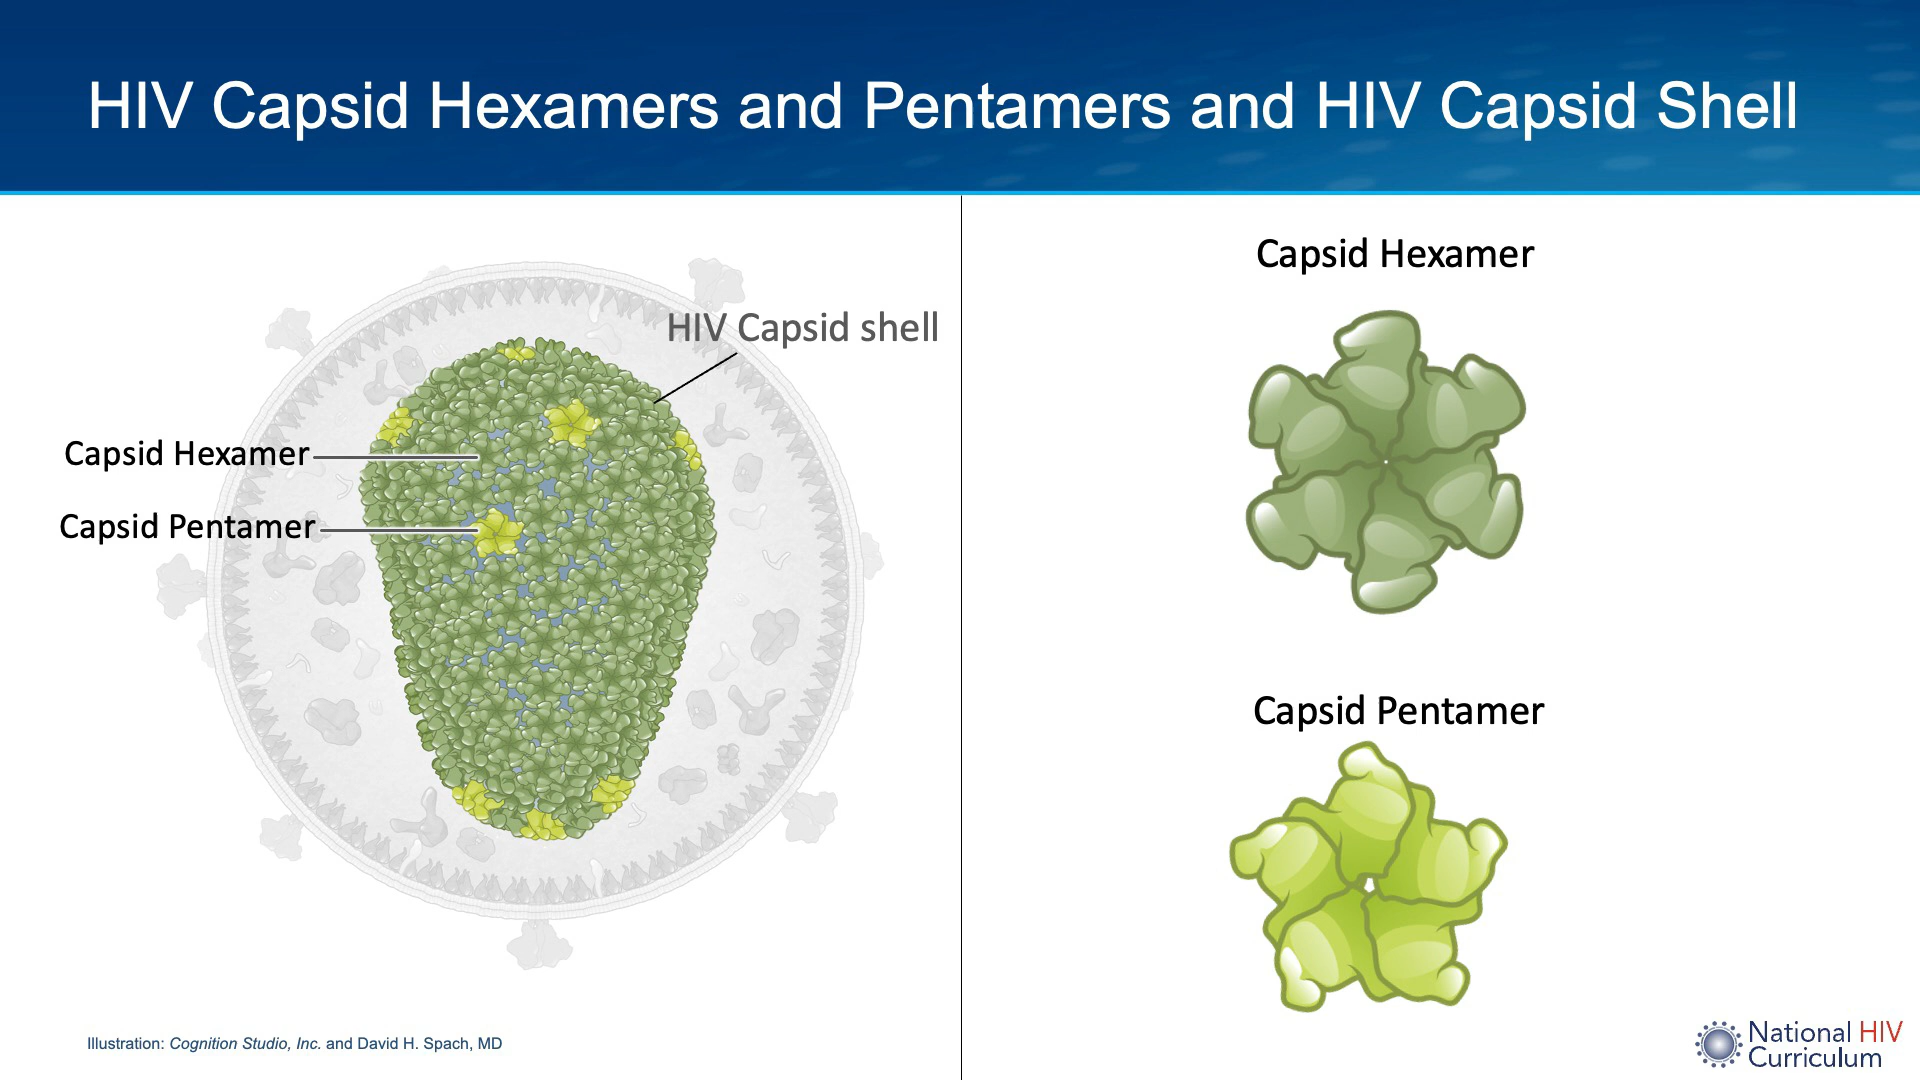 HIV Capsid Hexamers and Pentamers and HIV Capsid Shell
HIV Capsid shell
Capsid Hexamer
Capsid Pentamer
Capsid Hexamer
Capsid Pentamer
Illustration: Cognition Studio, Inc. and David H. Spach, MD
National HIV
Curriculum